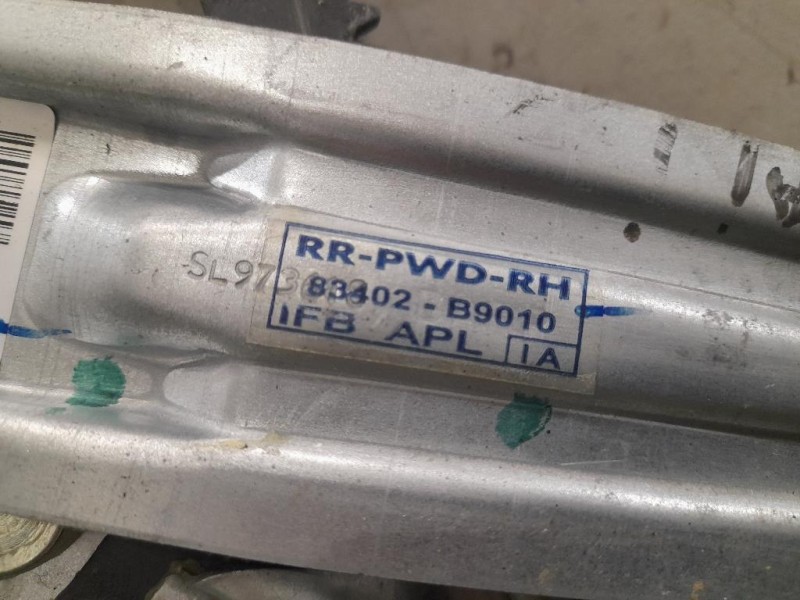 RR-PWD-RH
83402 - B9010
IFB APL IA